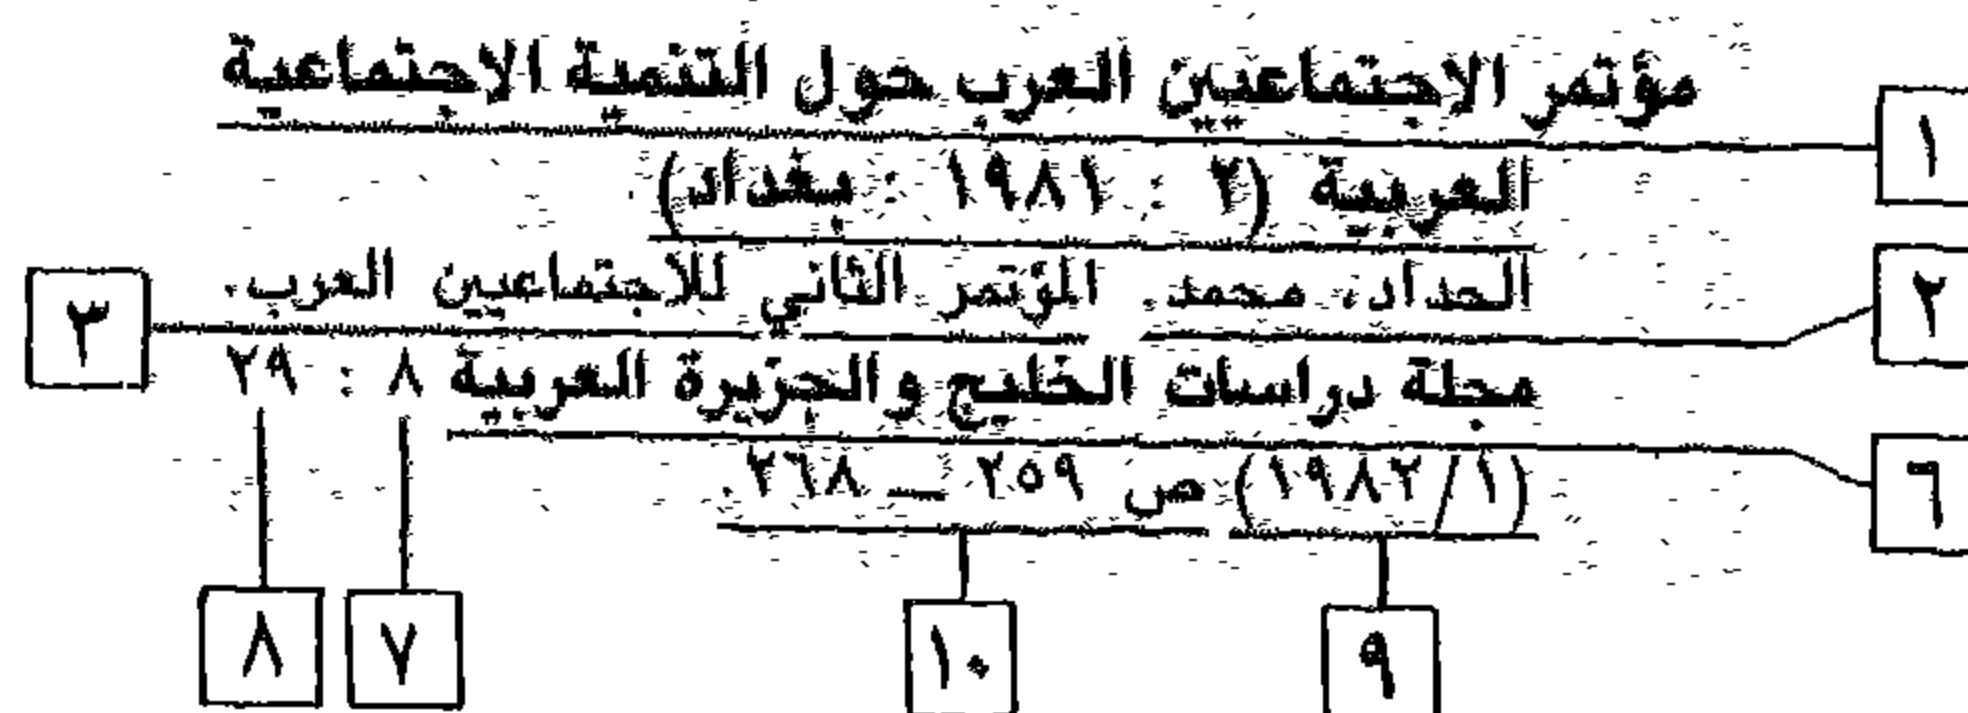 مؤتمر الاجتماعيين العرب حول التنمية الاجتماعية
١
العربية (٢ : ١٩٨١ : بغداد)
الحداد، محمد. المؤتمر الثاني للاجتماعيين العرب.
٢
٣
مجلة دراسات الخليج والجزيرة العربية ٨ : ٢٩
٦
(١/١٩٨٢) ص ٢٥٩ — ٢٦٨.
٩
١٠
٧
٨